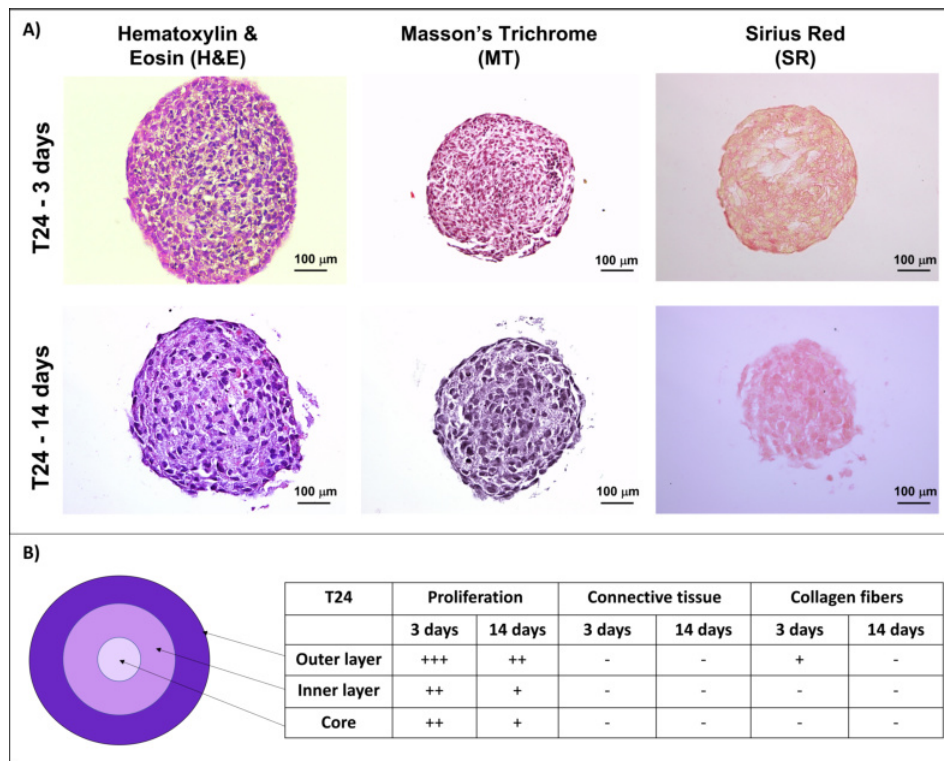 A)
Hematoxylin &
Eosin (H&E)
Masson's Trichrome
(MT)
Sirius Red
(SR)
T24 - 3 days
100 µm
100 µm
100 µm
T24 - 14 days
100 µm
100 µm
100 µm
B)
T24 Proliferation Connective tissue Collagen fibers
3 days 14 days 3 days 14 days 3 days 14 days
Outer layer +++ ++ - - + -
Inner layer ++ + - - - -
Core ++ + - - - -